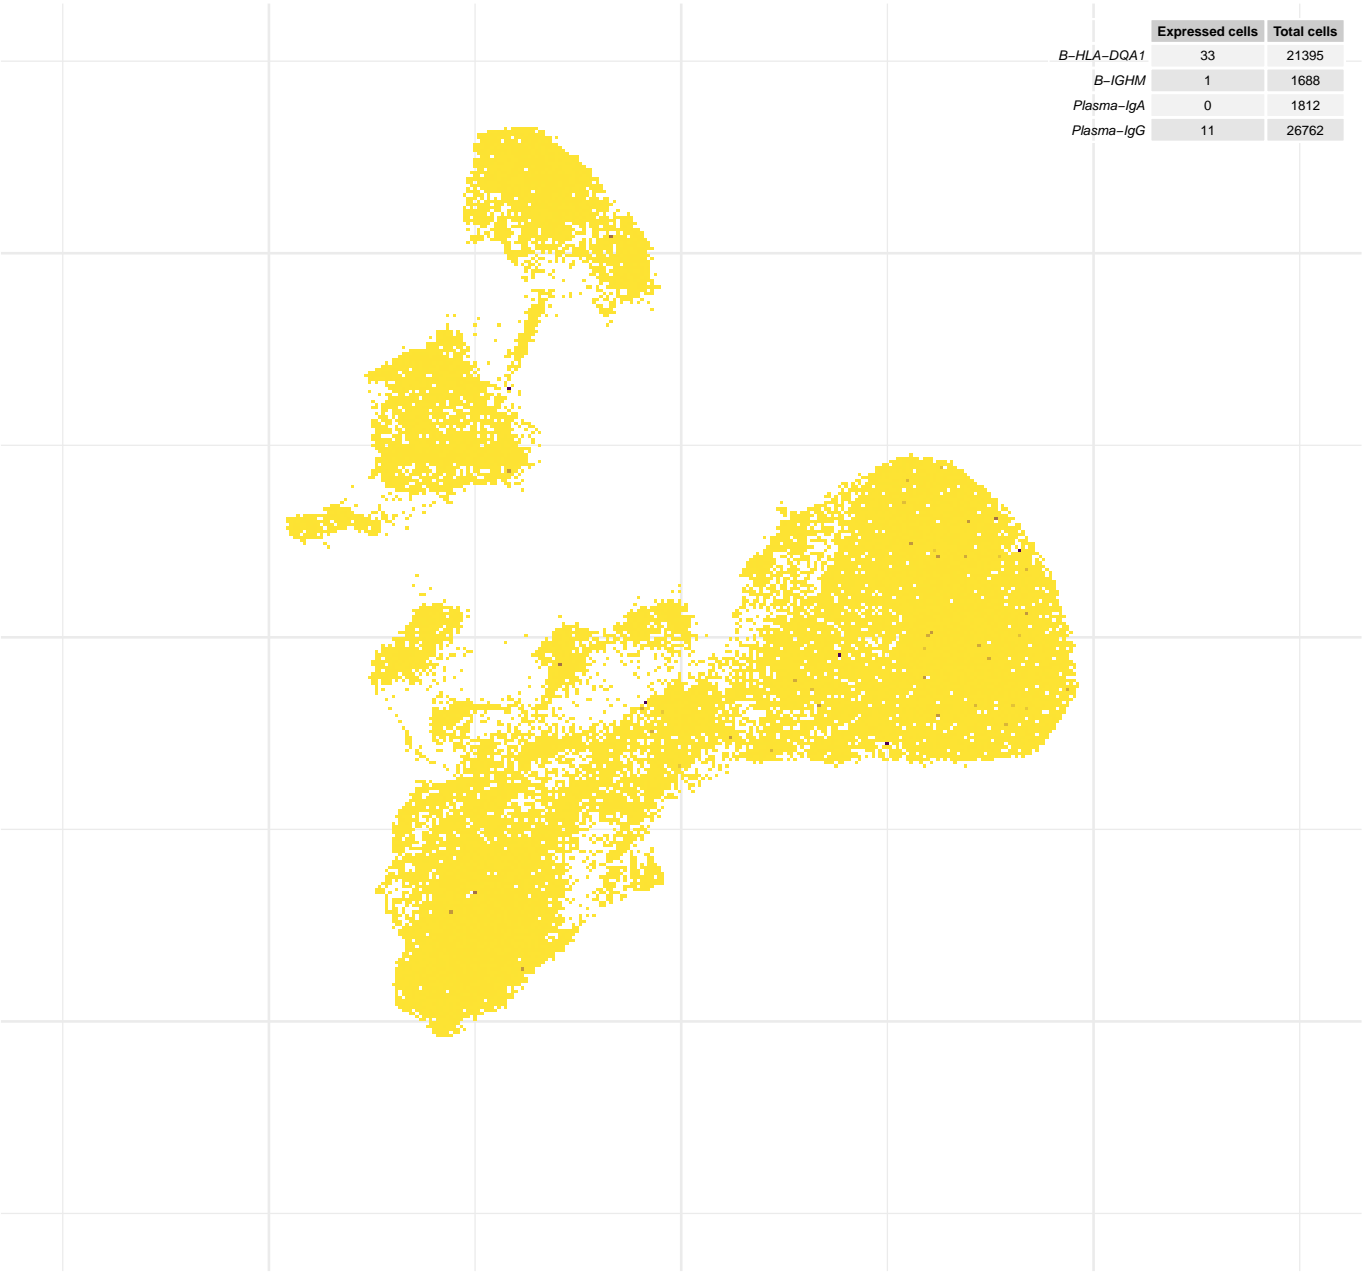 Expressed cells Total cells
B−HLA−DQA1 33 21395
B−IGHM 1 1688
Plasma−IgA 0 1812
Plasma−IgG 11 26762